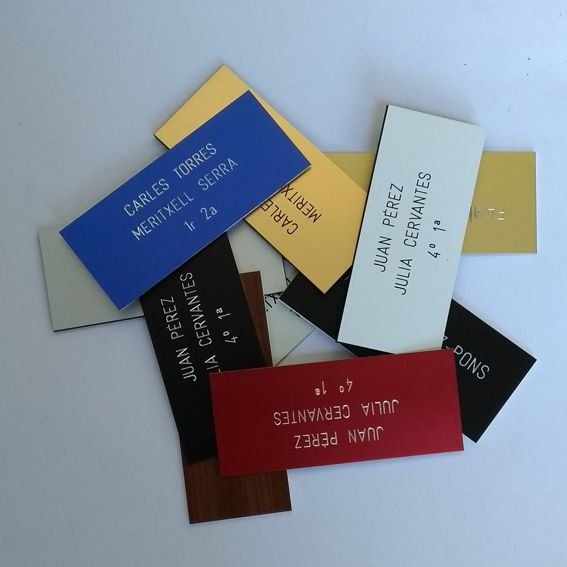 CARLES TORRES
MERITXELL SERRA
1r 2a
JUAN PÉREZ
JULIA CERVANTES
4º 1ª
JUAN PÉREZ
JULIA CERVANTES
4º 1ª
JUAN PÉREZ
JULIA CERVANTES
4º 1ª
PONS